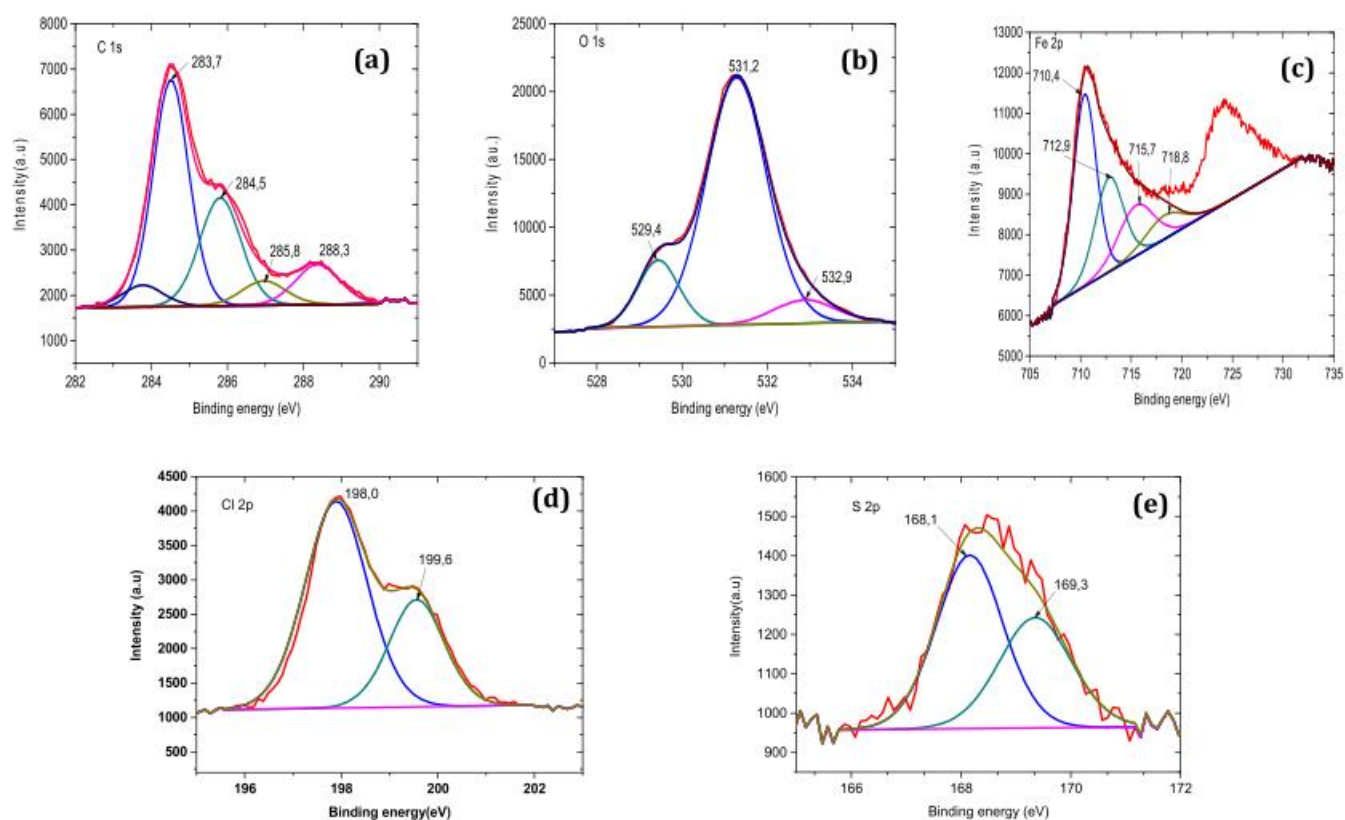 C 1s
(a)
283,7
284,5
285,8
288,3
8000
7000
6000
5000
4000
3000
2000
1000
Intensity (a.u)
282 284 286 288 290
Binding energy (eV)
O 1s
(b)
531,2
529,4
532,9
25000
20000
15000
10000
5000
0
Intensity (au.)
528 530 532 534
Binding energy (eV)
Fe 2p
(c)
710,4
712,9
715,7
718,8
13000
12000
11000
10000
9000
8000
7000
6000
5000
Intensity (a.u)
705 710 715 720 725 730 735
Binding energy (eV)
Cl 2p
(d)
198,0
199,6
4500
4000
3500
3000
2500
2000
1500
1000
500
Intensity (a.u)
196 198 200 202
Binding energy(eV)
S 2p
(e)
168,1
169,3
1600
1500
1400
1300
1200
1100
1000
900
Intensity(a.u)
166 168 170 172
Binding energy (eV)